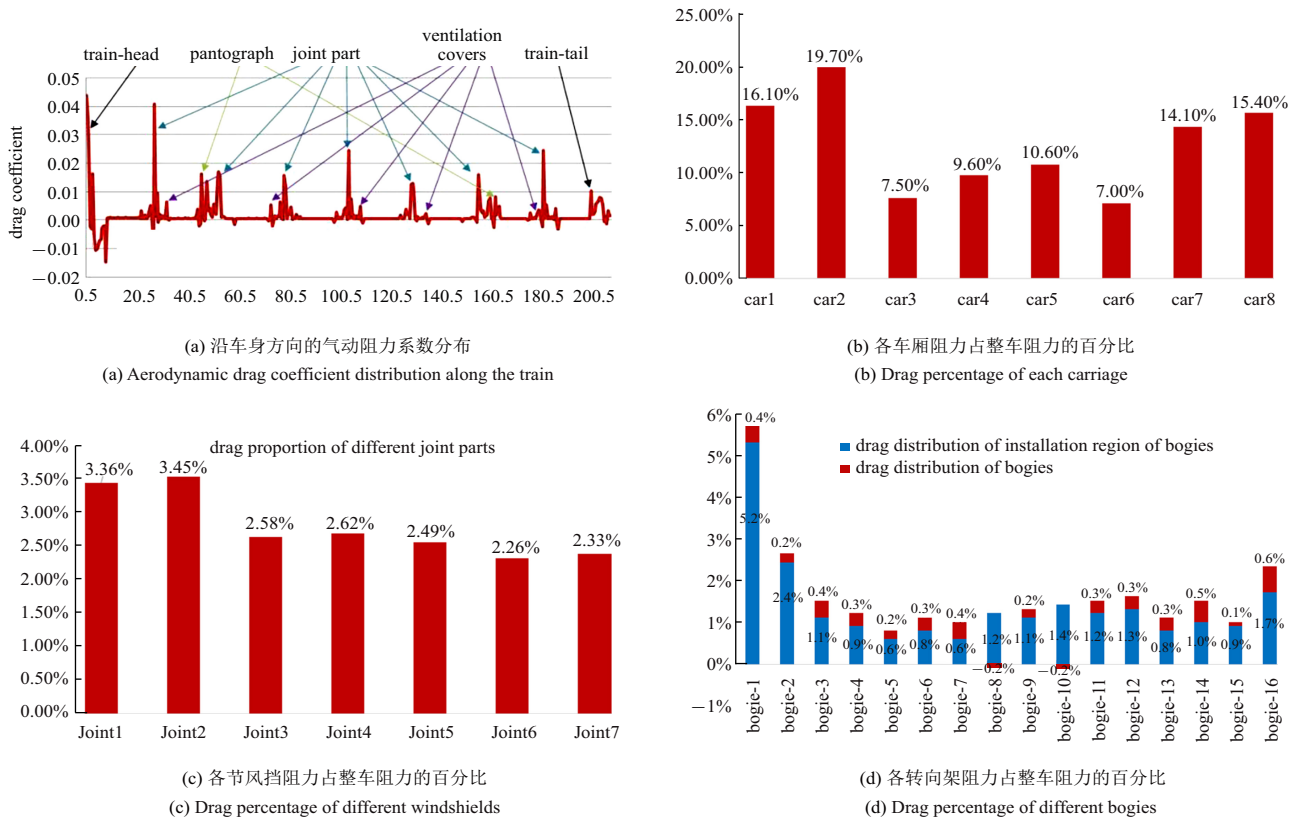 train-head
pantograph
joint part
ventilation
covers
train-tail
drag coefficient
0.05
0.04
0.03
0.02
0.01
0.00
−0.01
−0.02
0.5
20.5
40.5
60.5
80.5
100.5
120.5
140.5
160.5
180.5
200.5
(a) 沿车身方向的气动阻力系数分布
(a) Aerodynamic drag coefficient distribution along the train
25.00%
20.00%
15.00%
10.00%
5.00%
0.00%
16.10%
19.70%
7.50%
9.60%
10.60%
7.00%
14.10%
15.40%
car1
car2
car3
car4
car5
car6
car7
car8
(b) 各车厢阻力占整车阻力的百分比
(b) Drag percentage of each carriage
drag proportion of different joint parts
4.00%
3.50%
3.00%
2.50%
2.00%
1.50%
1.00%
0.50%
0.00%
3.36%
3.45%
2.58%
2.62%
2.49%
2.26%
2.33%
Joint1
Joint2
Joint3
Joint4
Joint5
Joint6
Joint7
(c) 各节风挡阻力占整车阻力的百分比
(c) Drag percentage of different windshields
6%
5%
4%
3%
2%
1%
0%
−1%
drag distribution of installation region of bogies
drag distribution of bogies
0.4%
0.2%
0.4%
0.3%
0.2%
0.3%
0.4%
−0.2%
0.2%
−0.2%
0.3%
0.3%
0.3%
0.5%
0.1%
0.6%
5.2%
2.4%
1.1%
0.9%
0.6%
0.8%
0.6%
1.2%
1.1%
1.4%
1.2%
1.3%
0.8%
1.0%
0.9%
1.7%
bogie-1
bogie-2
bogie-3
bogie-4
bogie-5
bogie-6
bogie-7
bogie-8
bogie-9
bogie-10
bogie-11
bogie-12
bogie-13
bogie-14
bogie-15
bogie-16
(d) 各转向架阻力占整车阻力的百分比
(d) Drag percentage of different bogies